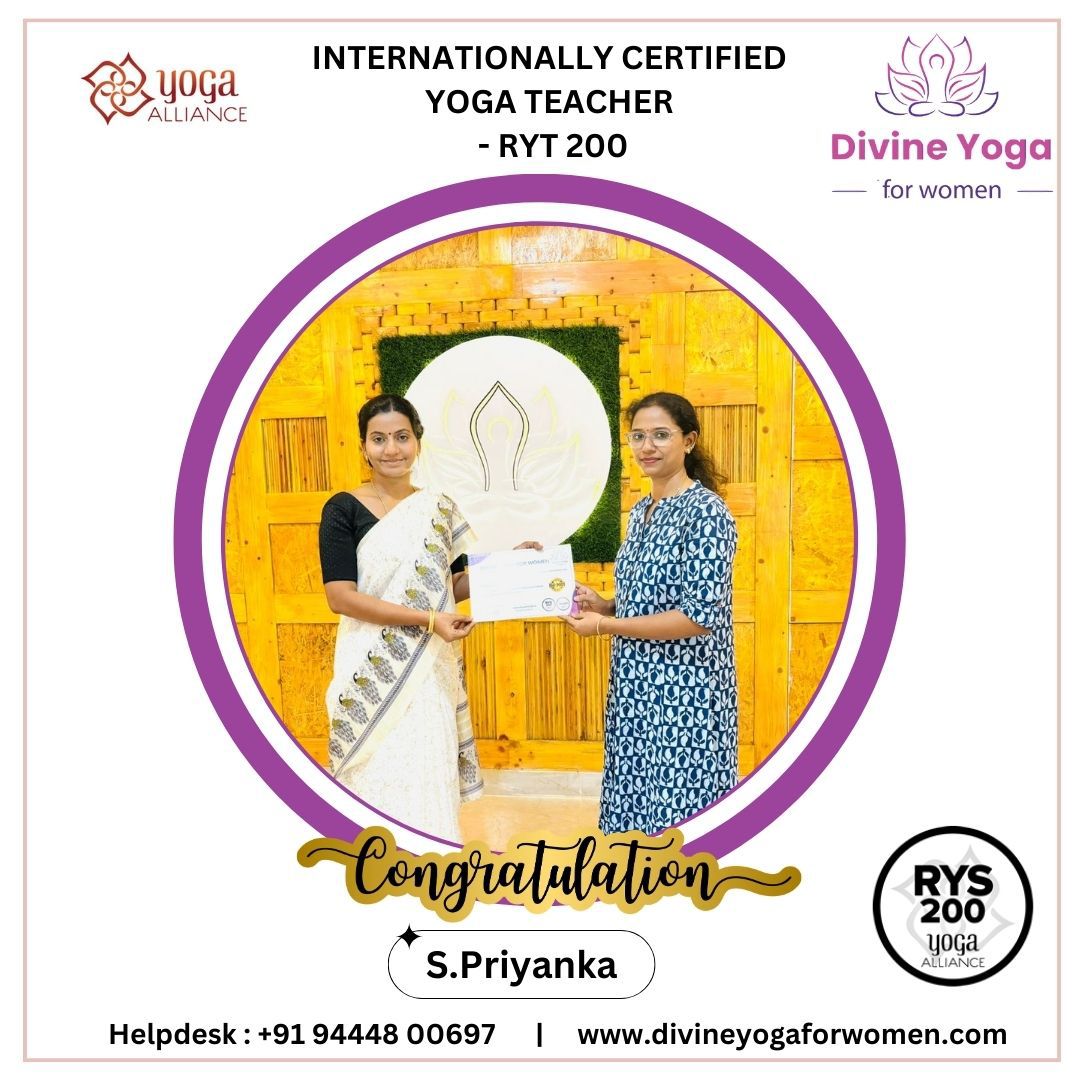 yoga
ALLIANCE
INTERNATIONALLY CERTIFIED
YOGA TEACHER
- RYT 200
Divine Yoga
for women
Congratulation
S.Priyanka
RYS
200
yoga
ALLIANCE
Helpdesk : +91 94448 00697 | www.divineyogaforwomen.com